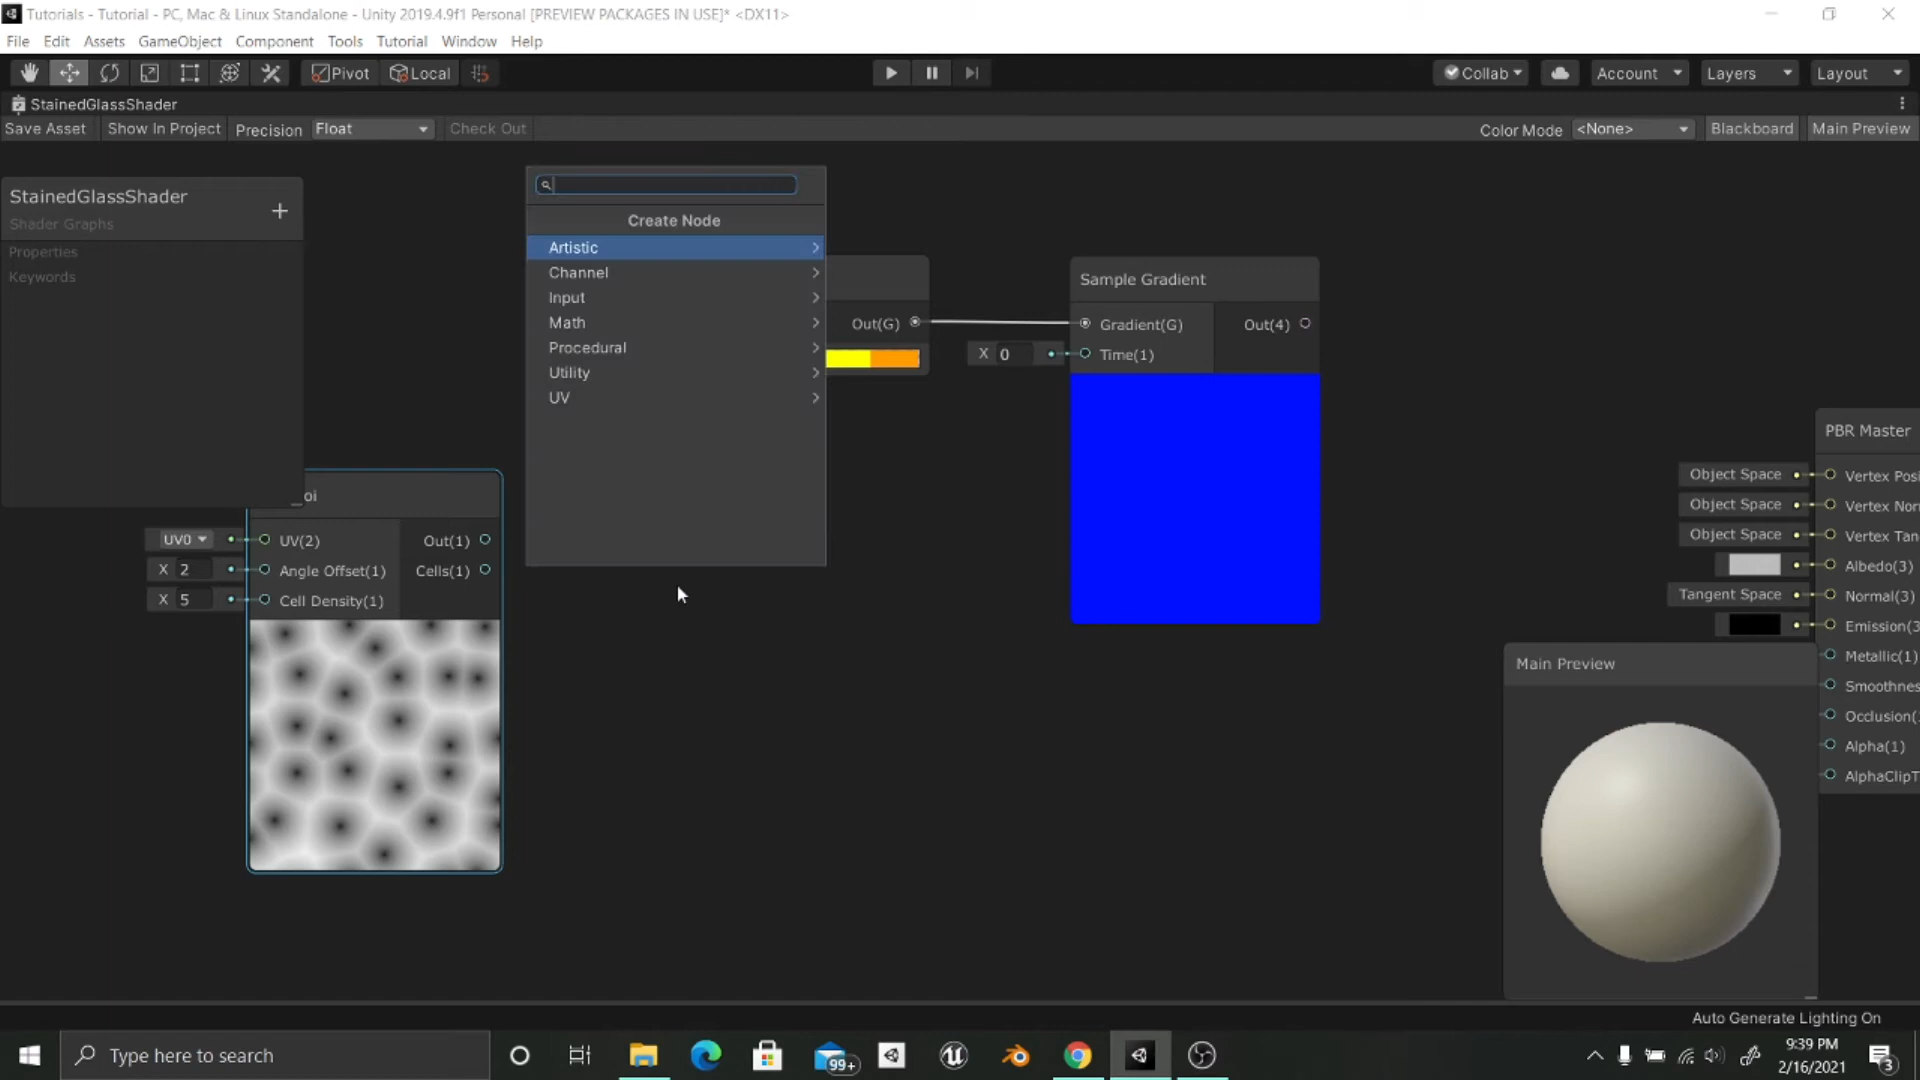 Tutorials - Tutorial - PC, Mac & Linux Standalone - Unity 2019.4.9f1 Personal [PREVIEW PACKAGES IN USE]* <DX11>
File Edit Assets GameObject Component Tools Tutorial Window Help
Pivot Local Collab Account Layers Layout
StainedGlassShader
Save Asset Show In Project Precision Float Check Out Color Mode <None> Blackboard Main Preview
StainedGlassShader
Shader Graphs
Properties
Keywords
Create Node
Artistic
Channel
Input
Math
Procedural
Utility
UV
Out(G)
Sample Gradient
Gradient(G) Out(4)
X 0 Time(1)
oi
UV0 UV(2) Out(1)
X 2 Angle Offset(1) Cells(1)
X 5 Cell Density(1)
PBR Master
Object Space Vertex Posi
Object Space Vertex Nor
Object Space Vertex Tan
Albedo(3)
Tangent Space Normal(3)
Emission(3
Metallic(1)
Smoothnes
Occlusion(1
Alpha(1)
AlphaClipT
Main Preview
Auto Generate Lighting On
Type here to search
99+
9:39 PM
2/16/2021
3